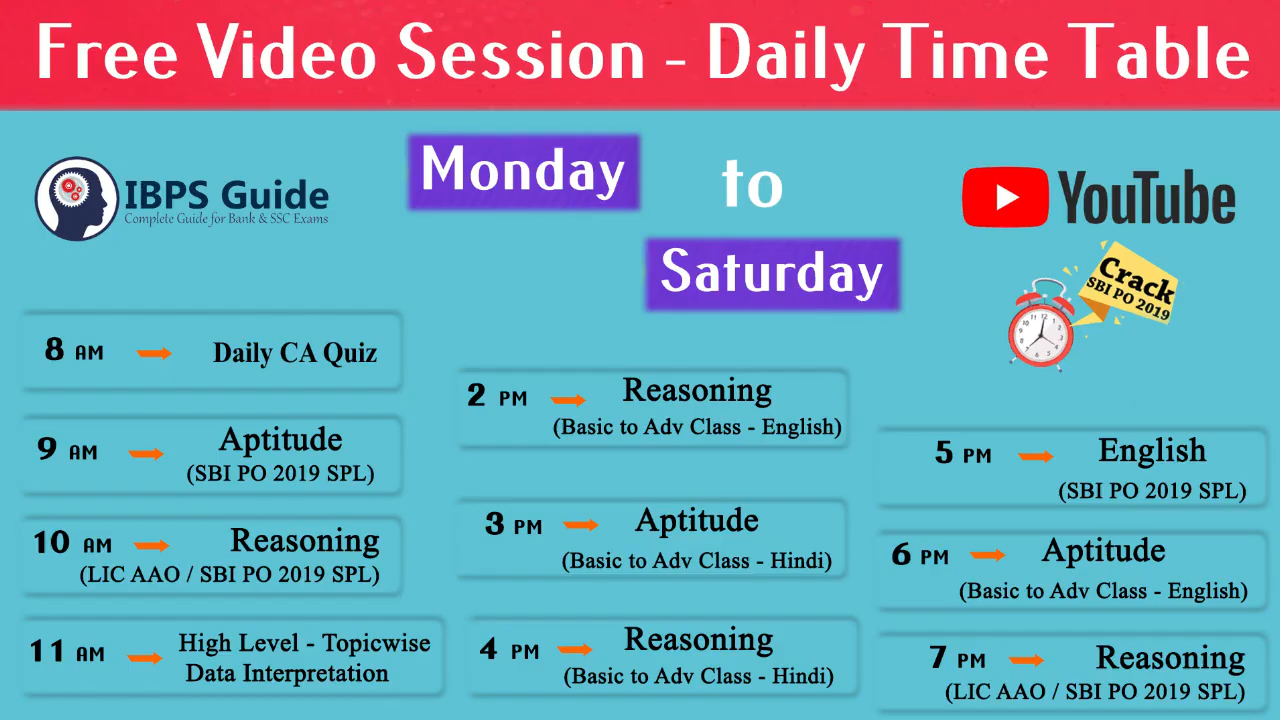 Free Video Session - Daily Time Table
IBPS Guide
Complete Guide for Bank & SSC Exams
Monday
to
Saturday
YouTube
Crack
SBI PO 2019
8 AM
Daily CA Quiz
9 AM
Aptitude
(SBI PO 2019 SPL)
10 AM
Reasoning
(LIC AAO / SBI PO 2019 SPL)
11 AM
High Level - Topicwise
Data Interpretation
2 PM
Reasoning
(Basic to Adv Class - English)
3 PM
Aptitude
(Basic to Adv Class - Hindi)
4 PM
Reasoning
(Basic to Adv Class - Hindi)
5 PM
English
(SBI PO 2019 SPL)
6 PM
Aptitude
(Basic to Adv Class - English)
7 PM
Reasoning
(LIC AAO / SBI PO 2019 SPL)